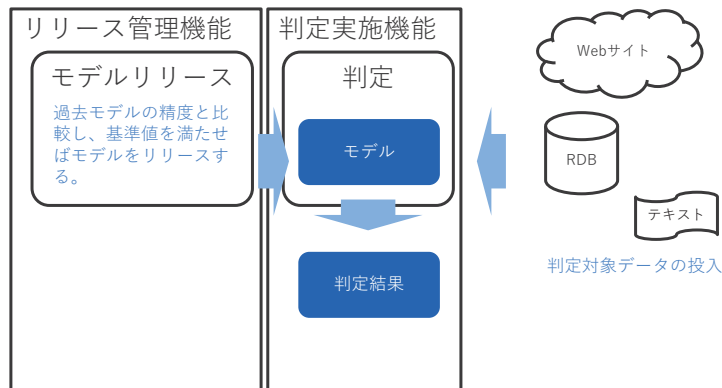 リリース管理機能
モデルリリース
過去モデルの精度と比
較し、基準値を満たせ
ばモデルをリリースす
る。
判定実施機能
判定
モデル
判定結果
Webサイト
RDB
テキスト
判定対象データの投入